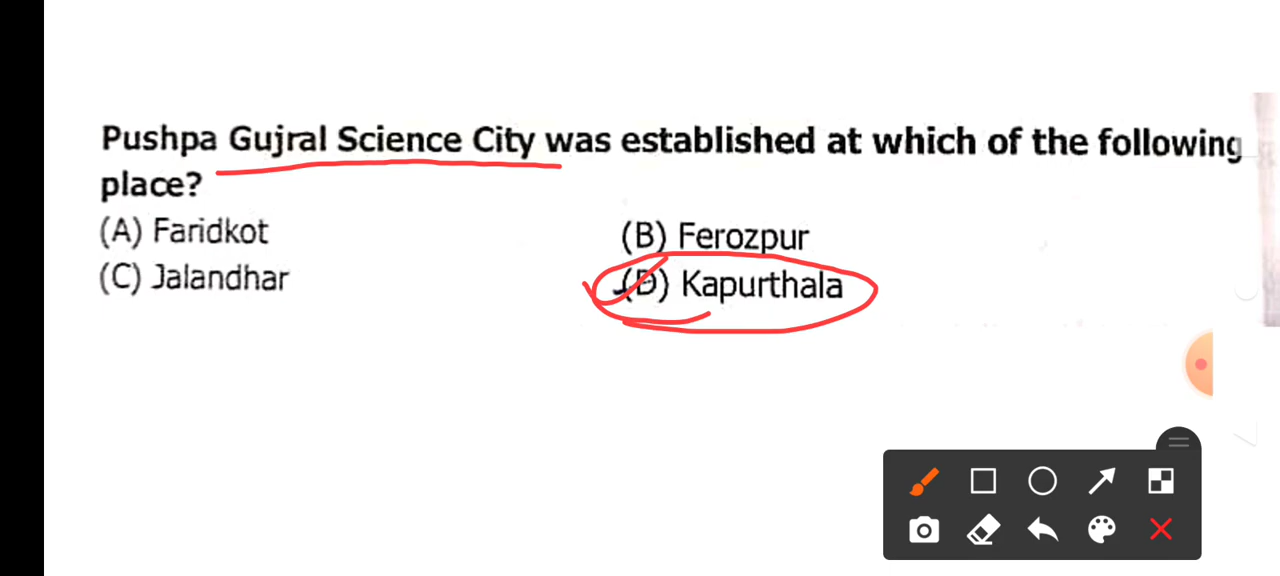 Pushpa Gujral Science City was established at which of the following
place?
(A) Faridkot
(B) Ferozpur
(C) Jalandhar
(D) Kapurthala